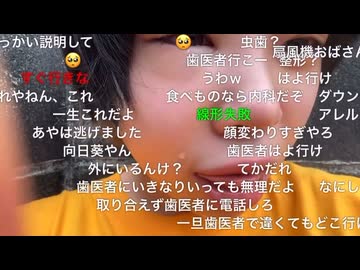 っかい説明して
🥺
虫歯？
扇風機おばさん
🥺
歯医者行こー
整形？
すぐ行きな
うわｗ
はよ行け
れやねん、これ
食べものなら内科だぞ
ダウン
一生これだよ
線形失敗
アレル
あやは逃げました
顔変わりすぎやろ
向日葵やん
歯医者はよ行け
外にいるんけ？
てかだれ
歯医者にいきなりいっても無理だよ
なにし
取り合えず歯医者に電話しろ
一旦歯医者で違くてもどこ行け